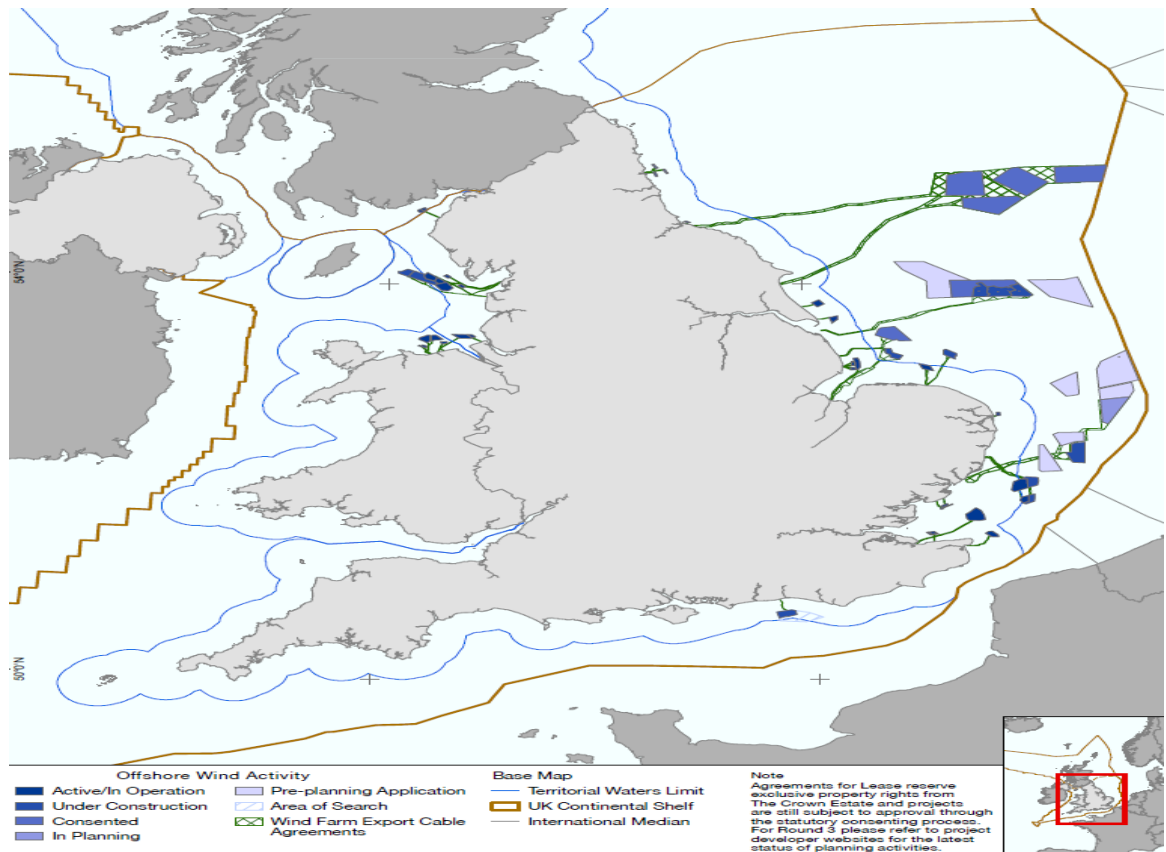 54°0'N
50°0'N
Offshore Wind Activity
Active/In Operation
Under Construction
Consented
In Planning
Pre-planning Application
Area of Search
Wind Farm Export Cable
Agreements
Base Map
Territorial Waters Limit
UK Continental Shelf
International Median
Note
Agreements for Lease reserve
exclusive property rights from
The Crown Estate and projects
are still subject to approval through
the statutory consenting process.
For Round 3 please refer to project
developer websites for the latest
status of planning activities.